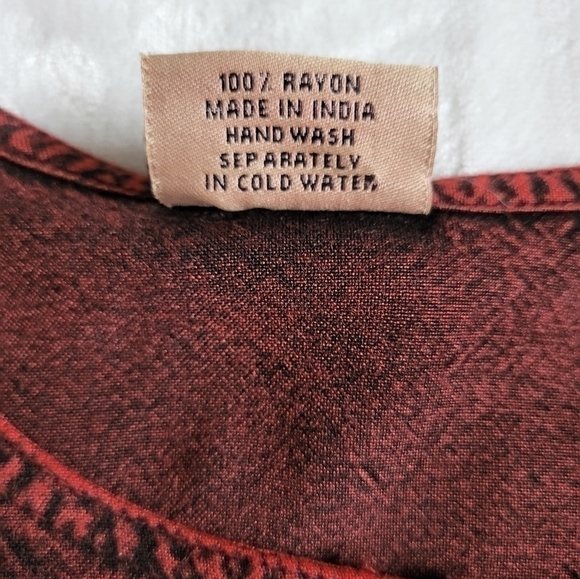 100% RAYON
MADE IN INDIA
HAND WASH
SEPARATELY
IN COLD WATER